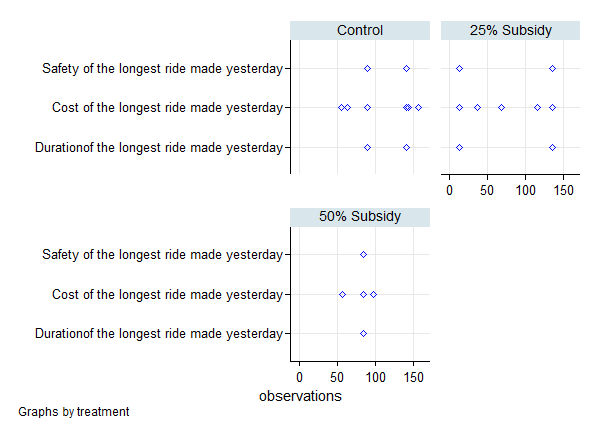 Control
25% Subsidy
Safety of the longest ride made yesterday
Cost of the longest ride made yesterday
Durationof the longest ride made yesterday
0 50 100 150
50% Subsidy
Safety of the longest ride made yesterday
Cost of the longest ride made yesterday
Durationof the longest ride made yesterday
0 50 100 150
observations
Graphs by treatment